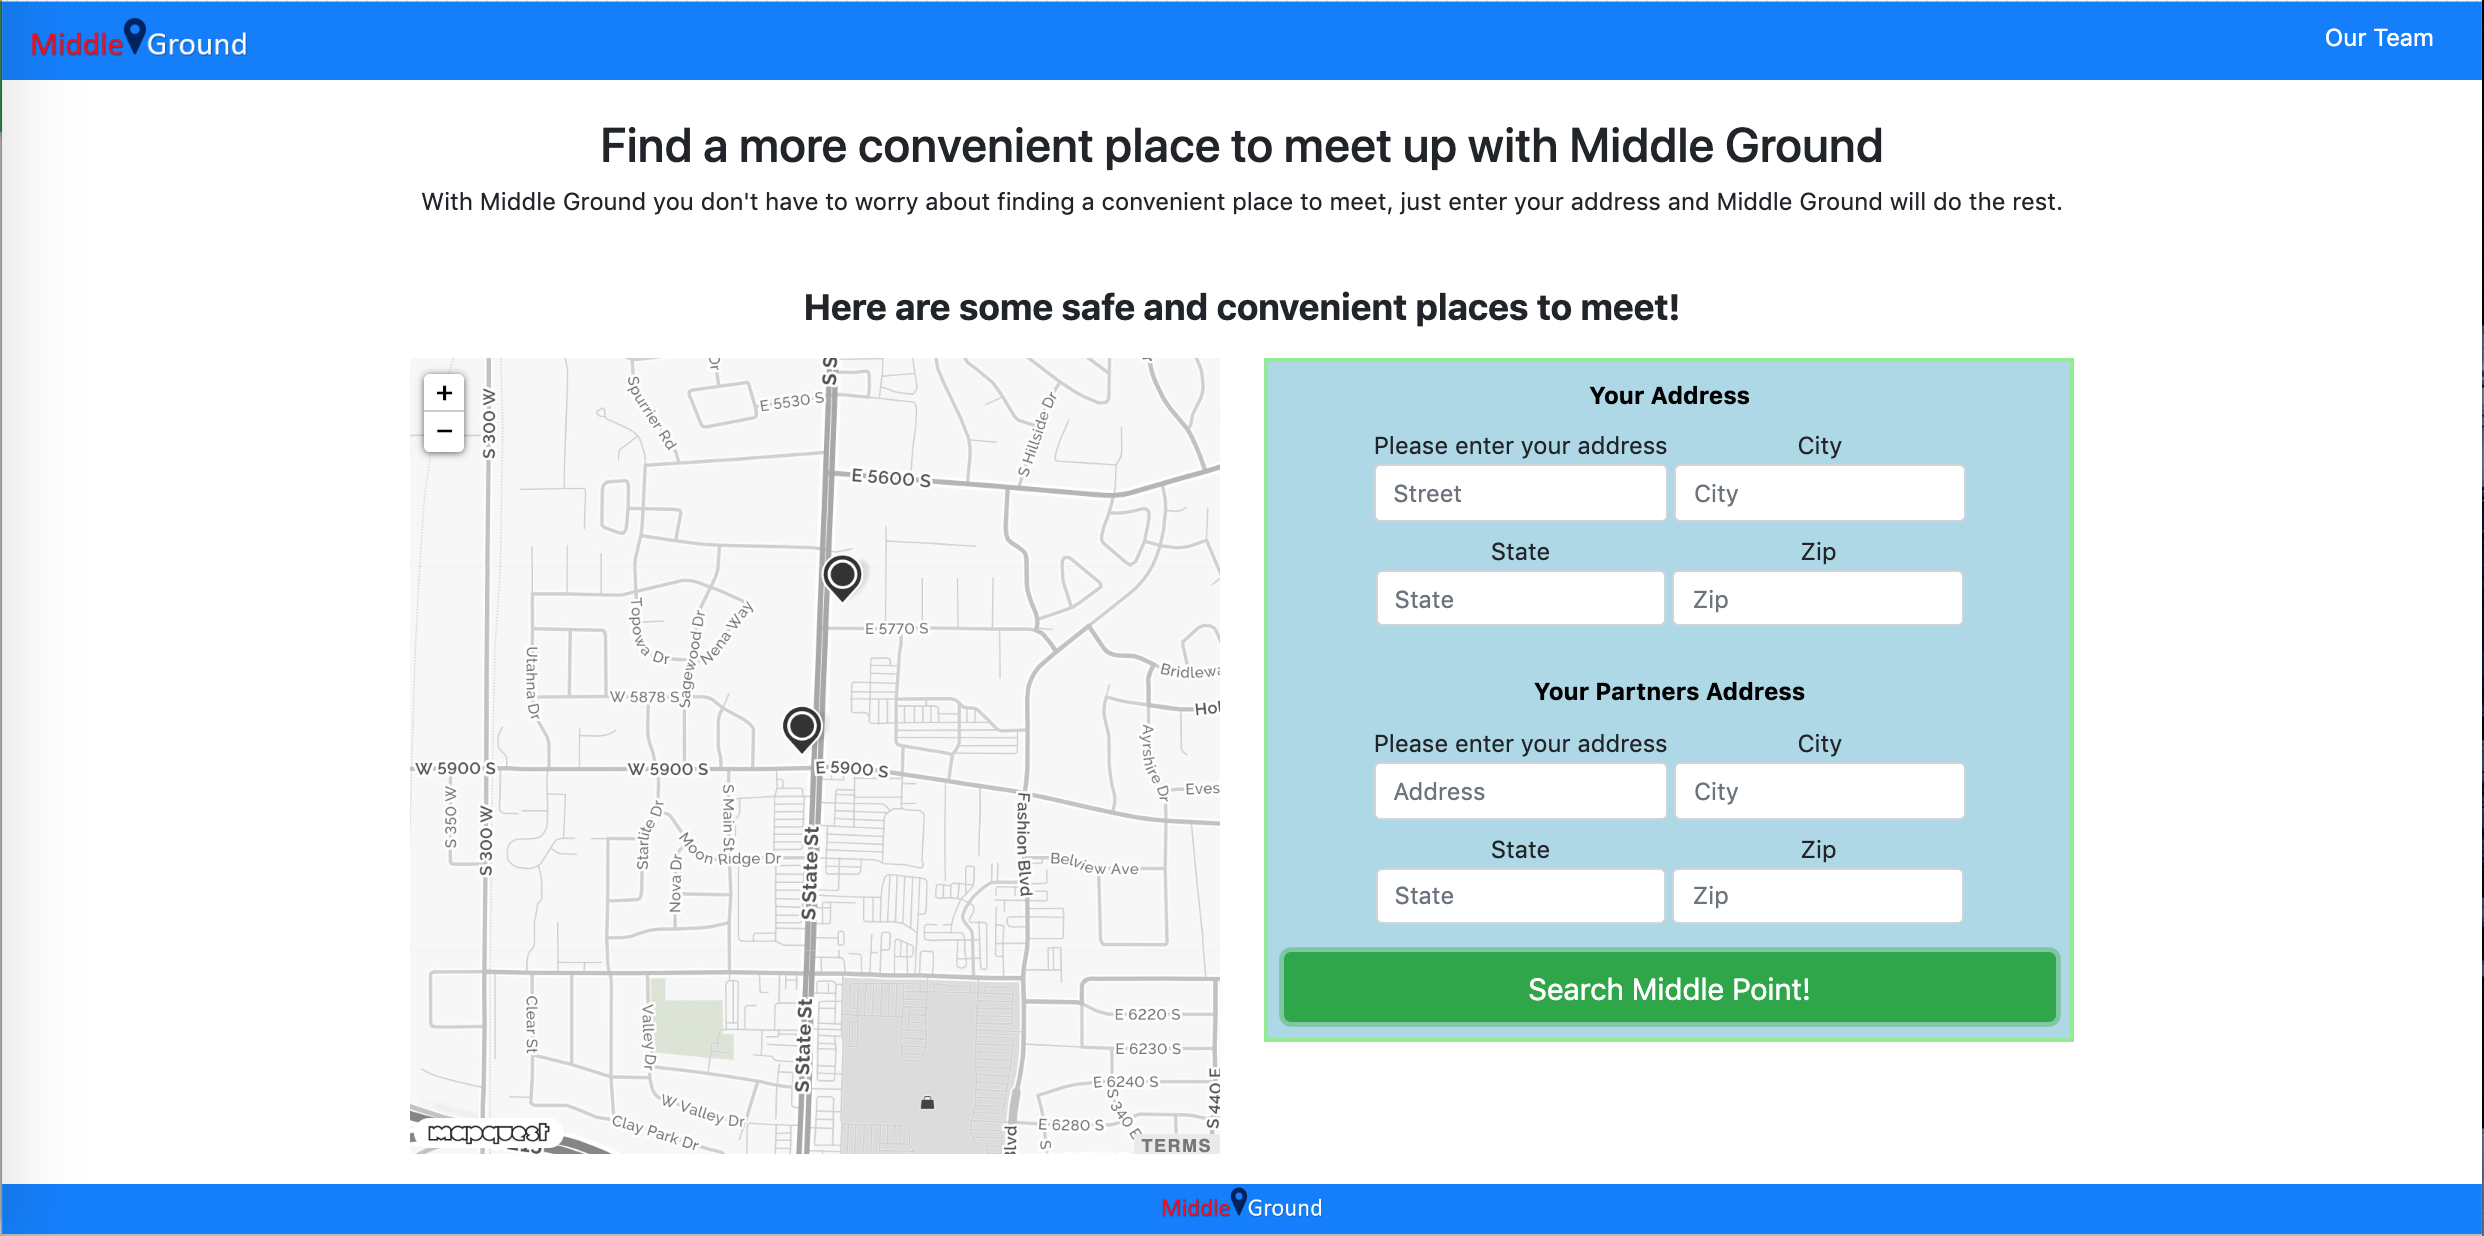 Middle Ground
Our Team
Find a more convenient place to meet up with Middle Ground
With Middle Ground you don't have to worry about finding a convenient place to meet, just enter your address and Middle Ground will do the rest.
Here are some safe and convenient places to meet!
+
−
S 300 W
Spurrier Rd
Dr
E 5530 S
S S
S Hillside Dr
E 5600 S
E 5770 S
Topowa Dr
Sagewood Dr
Nena Way
Utahna Dr
W 5878 S
Bridlewa
Hol
Ayrshire Dr
W 5900 S
W 5900 S
E 5900 S
Eves
S 350 W
S 300 W
Starlite Dr
S Main St
Moon Ridge Dr
Nova Dr
S State St
Fashion Blvd
Belview Ave
Clear St
Valley Dr
S State St
E 6220 S
E 6230 S
E 6240 S
S 340 E
S 440 E
W Valley Dr
Clay Park Dr
E 6280 S
S
Blvd
mapquest
TERMS
Your Address
Please enter your address City
Street City
State Zip
State Zip
Your Partners Address
Please enter your address City
Address City
State Zip
State Zip
Search Middle Point!
Middle Ground